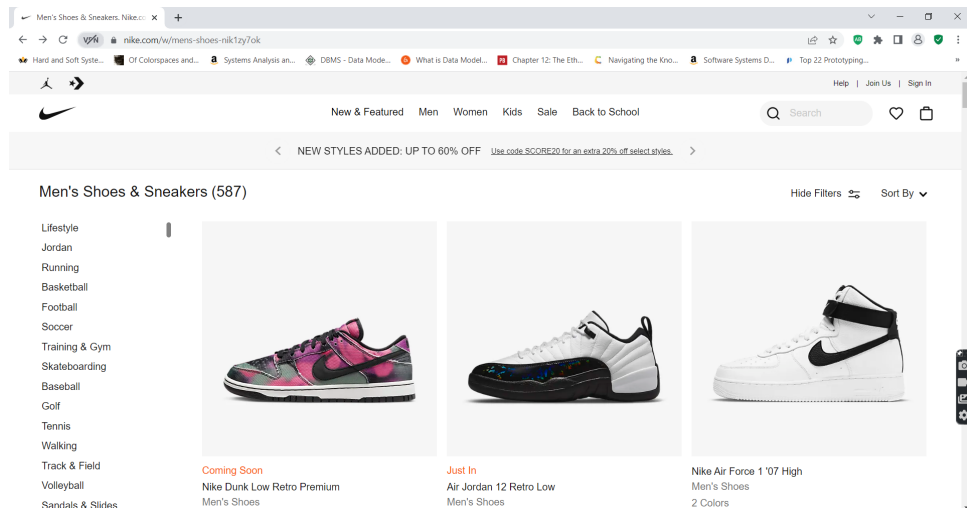 Men's Shoes & Sneakers. Nike.c
VPN nike.com/w/mens-shoes-nik1zy7ok
Hard and Soft Syste... Of Colorspaces and... Systems Analysis an... DBMS - Data Mode... What is Data Model... Chapter 12: The Eth... Navigating the Kno... Software Systems D... Top 22 Prototyping...
Help | Join Us | Sign In
New & Featured Men Women Kids Sale Back to School Search
NEW STYLES ADDED: UP TO 60% OFF Use code SCORE20 for an extra 20% off select styles.
Men's Shoes & Sneakers (587) Hide Filters Sort By
Lifestyle
Jordan
Running
Basketball
Football
Soccer
Training & Gym
Skateboarding
Baseball
Golf
Tennis
Walking
Track & Field
Volleyball
Sandals & Slides
Coming Soon
Nike Dunk Low Retro Premium
Men's Shoes
Just In
Air Jordan 12 Retro Low
Men's Shoes
Nike Air Force 1 '07 High
Men's Shoes
2 Colors